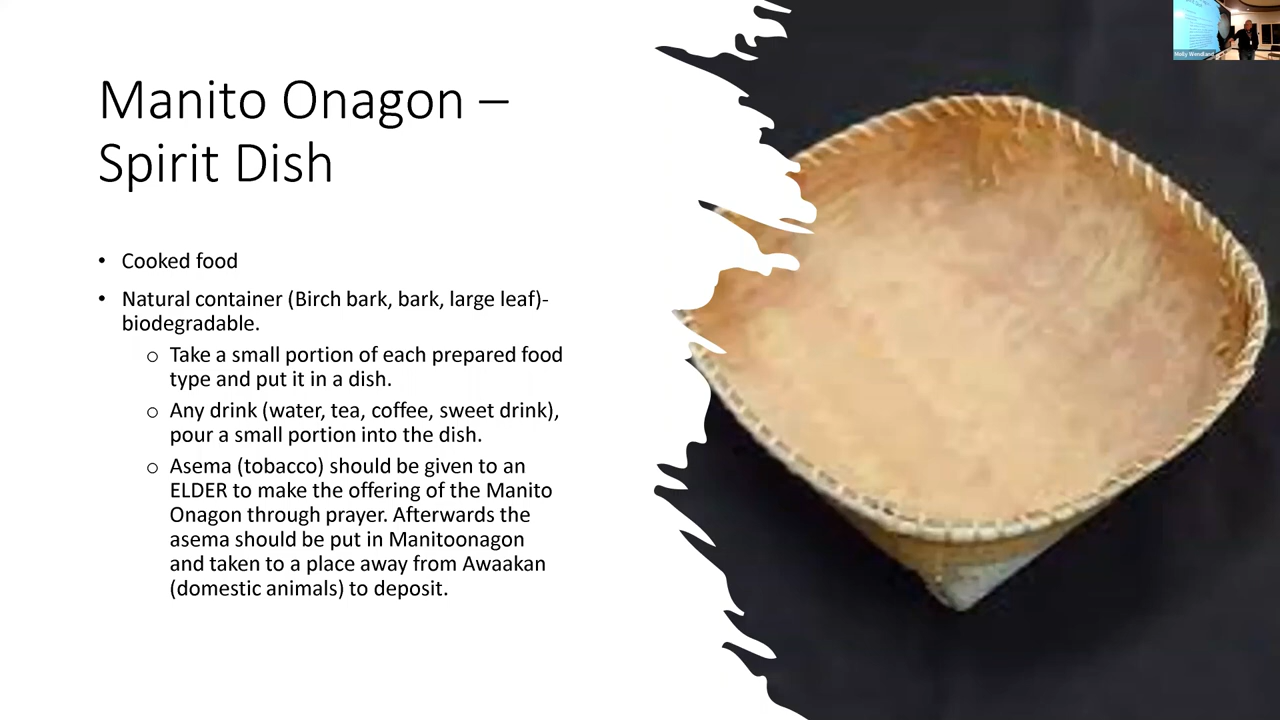 Manito Onagon –
Spirit Dish
• Cooked food
• Natural container (Birch bark, bark, large leaf)-
biodegradable.
o Take a small portion of each prepared food
type and put it in a dish.
o Any drink (water, tea, coffee, sweet drink),
pour a small portion into the dish.
o Asema (tobacco) should be given to an
ELDER to make the offering of the Manito
Onagon through prayer. Afterwards the
asema should be put in Manitoonagon
and taken to a place away from Awaakan
(domestic animals) to deposit.
Molly Wendland